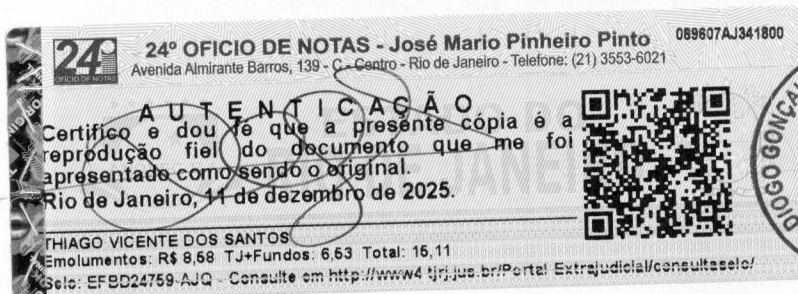 24º
OFICIO DE NOTAS
24º OFICIO DE NOTAS - José Mario Pinheiro Pinto
089607AJ341800
Avenida Almirante Barros, 139 - C - Centro - Rio de Janeiro - Telefone: (21) 3553-6021
AUTENTICAÇÃO
Certifico e dou fé que a presente cópia é a
reprodução fiel do documento que me foi
apresentado como sendo o original.
Rio de Janeiro, 11 de dezembro de 2025.
THIAGO VICENTE DOS SANTOS
Emolumentos: R$ 8,58 TJ+Fundos: 6,53 Total: 15,11
Selo: EFBD24759-AJQ - Consulte em http://www4.tjrj.jus.br/Portal Extrajudicial/consultaselo/
DIOGO